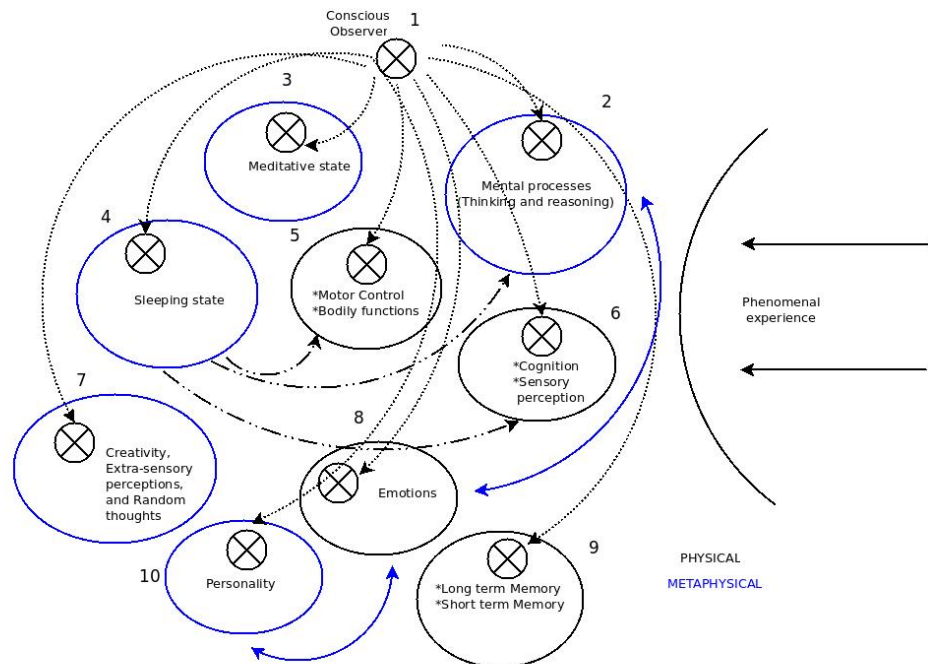 Conscious
Observer
1
3
2
Meditative state
Mental processes
(Thinking and reasoning)
4
5
Sleeping state
*Motor Control
*Bodily functions
Phenomenal
experience
6
*Cognition
*Sensory
perception
7
8
Creativity,
Extra-sensory
perceptions,
and Random
thoughts
Emotions
9
10
Personality
*Long term Memory
*Short term Memory
PHYSICAL
METAPHYSICAL